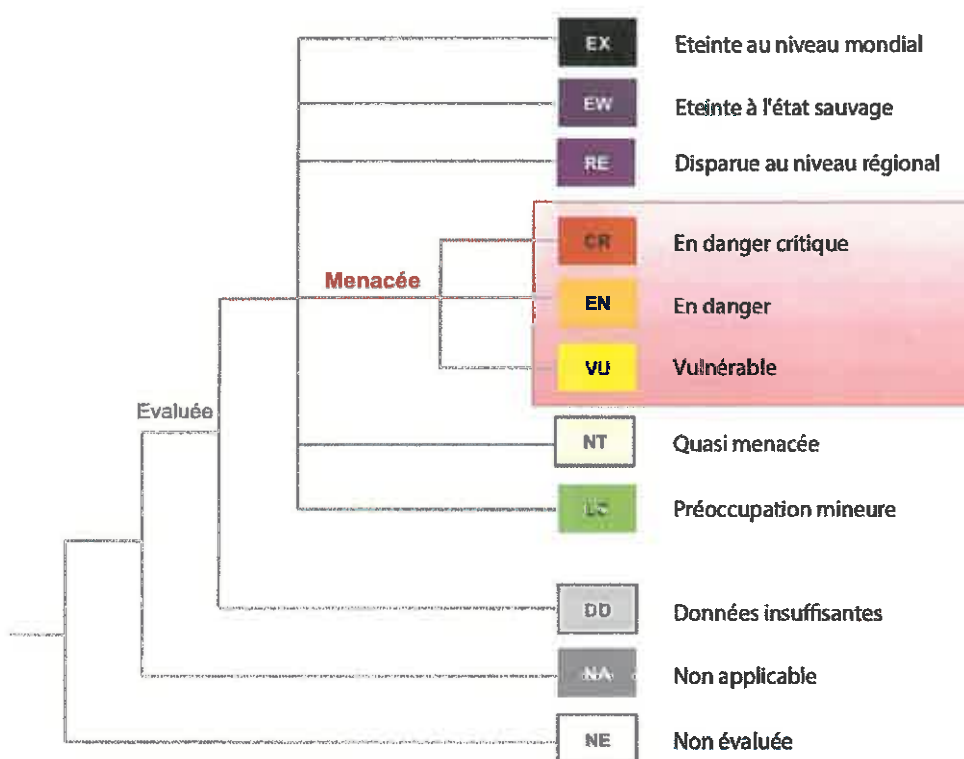 EX Eteinte au niveau mondial
EW Eteinte à l'état sauvage
RE Disparue au niveau régional
CR En danger critique
Menacée
EN En danger
VU Vulnérable
Evaluée
NT Quasi menacée
LC Préoccupation mineure
DD Données insuffisantes
NA Non applicable
NE Non évaluée